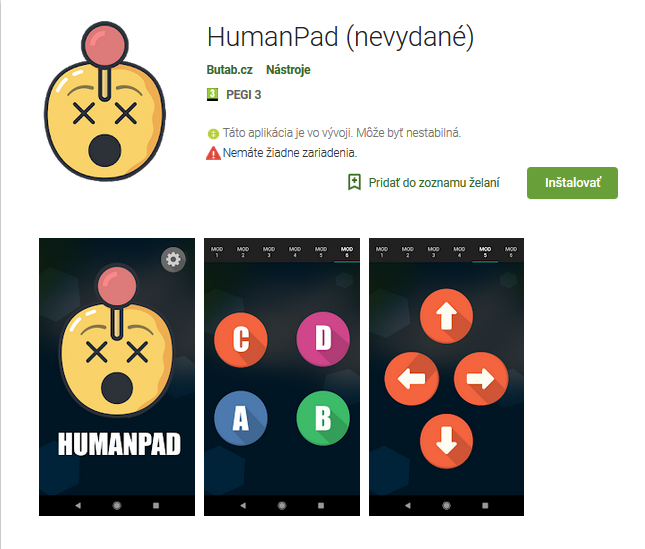 HumanPad (nevydané)
Butab.cz Nástroje
3 PEGI 3
Táto aplikácia je vo vývoji. Môže byť nestabilná.
Nemáte žiadne zariadenia.
Pridať do zoznamu želaní
Inštalovať
HUMANPAD
MOD 1 MOD 2 MOD 3 MOD 4 MOD 5 MOD 6
C D
A B
MOD 1 MOD 2 MOD 3 MOD 4 MOD 5 MOD 6